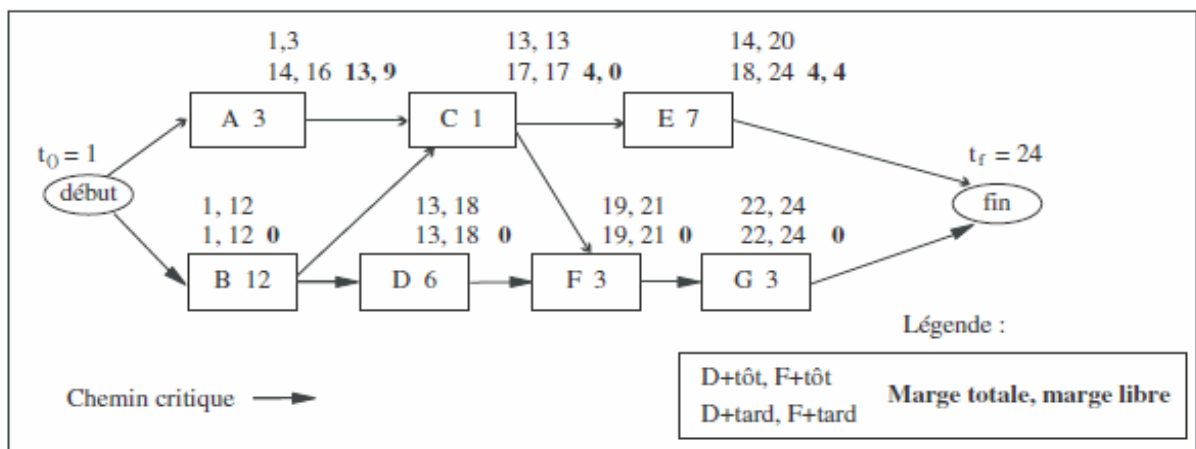 1,3
14, 16 13, 9
13, 13
17, 17 4, 0
14, 20
18, 24 4, 4
A 3
C 1
E 7
t0 = 1
début
tf = 24
fin
1, 12
1, 12 0
13, 18
13, 18 0
19, 21
19, 21 0
22, 24
22, 24 0
B 12
D 6
F 3
G 3
Légende :
Chemin critique
D+tôt, F+tôt
D+tard, F+tard
Marge totale, marge libre